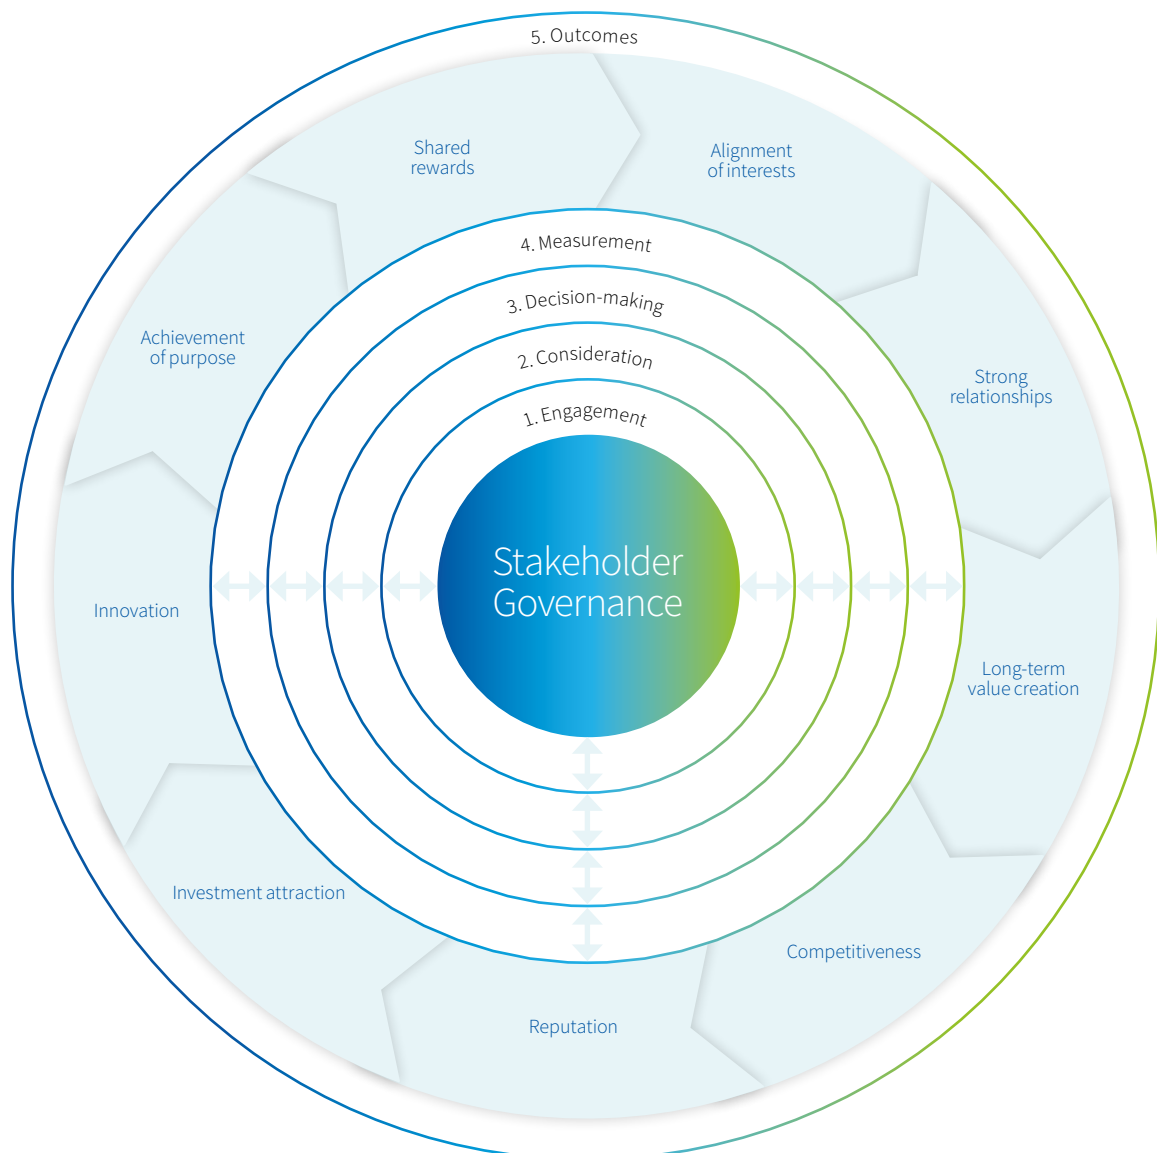 5. Outcomes
Shared
rewards
Alignment
of interests
4. Measurement
3. Decision-making
2. Consideration
1. Engagement
Achievement
of purpose
Strong
relationships
Stakeholder
Governance
Innovation
Long-term
value creation
Investment attraction
Competitiveness
Reputation